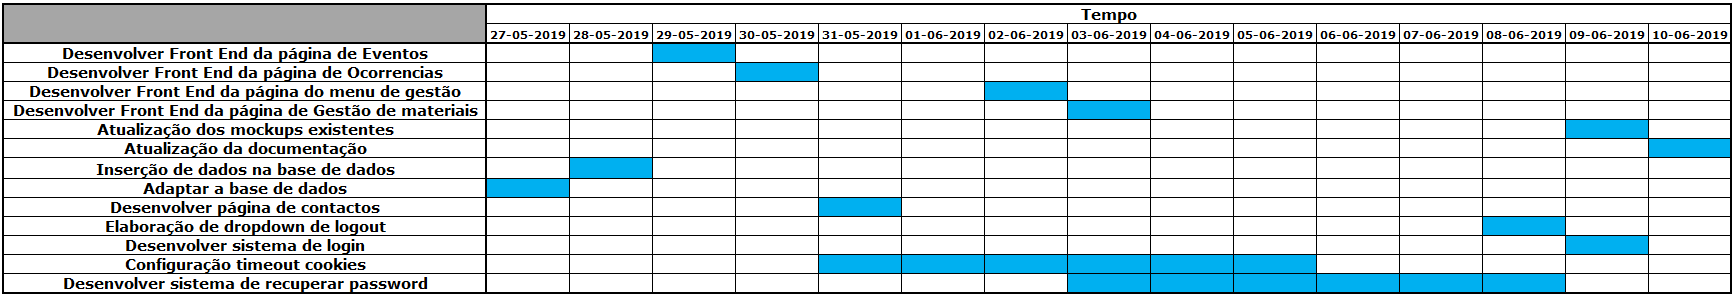 Tempo
27-05-2019 28-05-2019 29-05-2019 30-05-2019 31-05-2019 01-06-2019 02-06-2019 03-06-2019 04-06-2019 05-06-2019 06-06-2019 07-06-2019 08-06-2019 09-06-2019 10-06-2019
Desenvolver Front End da página de Eventos
Desenvolver Front End da página de Ocorrencias
Desenvolver Front End da página do menu de gestão
Desenvolver Front End da página de Gestão de materiais
Atualização dos mockups existentes
Atualização da documentação
Inserção de dados na base de dados
Adaptar a base de dados
Desenvolver página de contactos
Elaboração de dropdown de logout
Desenvolver sistema de login
Configuração timeout cookies
Desenvolver sistema de recuperar password